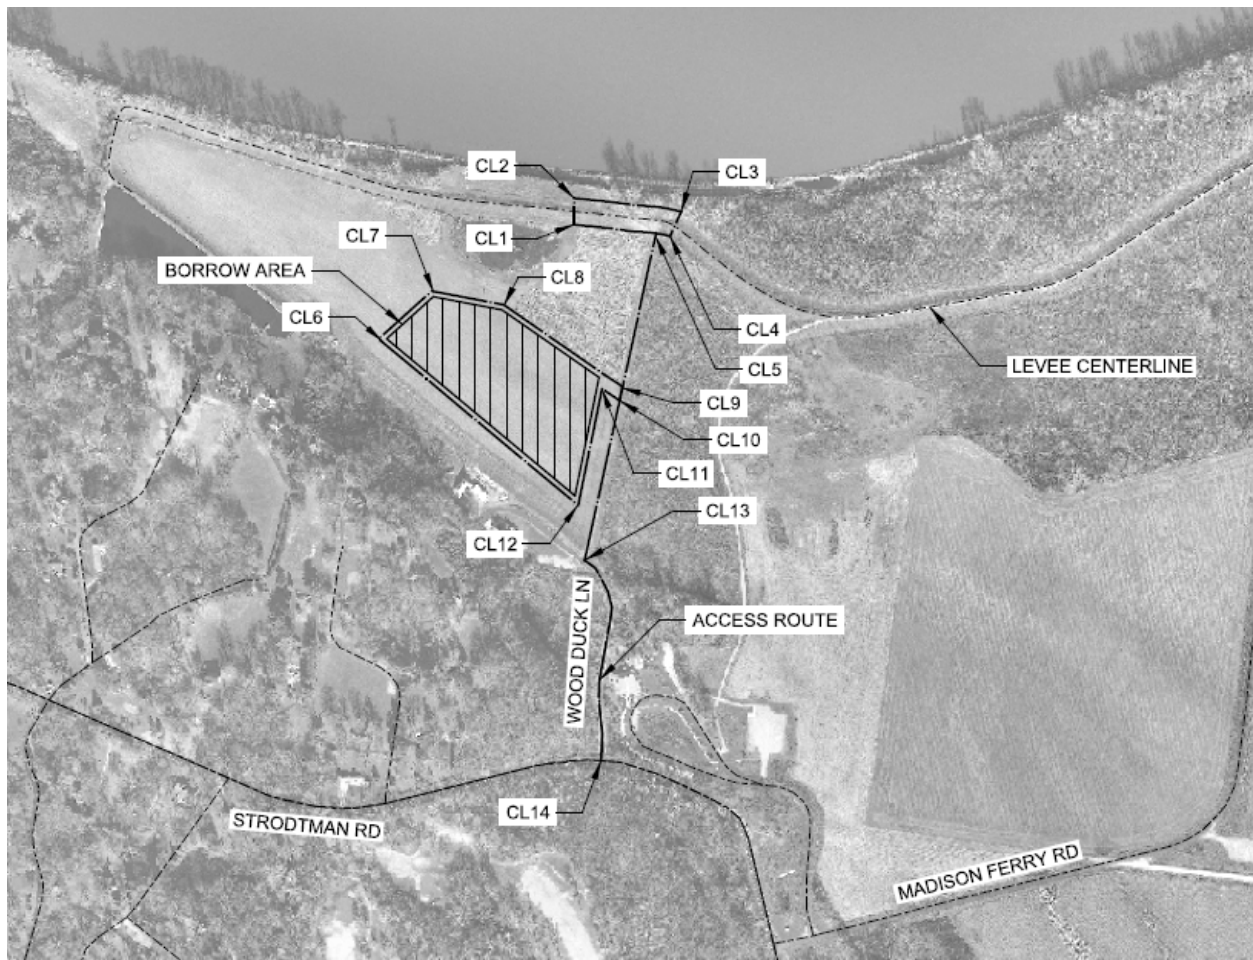 CL2
CL3
CL1
CL7
BORROW AREA
CL8
CL6
CL4
CL5
LEVEE CENTERLINE
CL9
CL10
CL11
CL13
CL12
WOOD DUCK LN
ACCESS ROUTE
CL14
STRODTMAN RD
MADISON FERRY RD